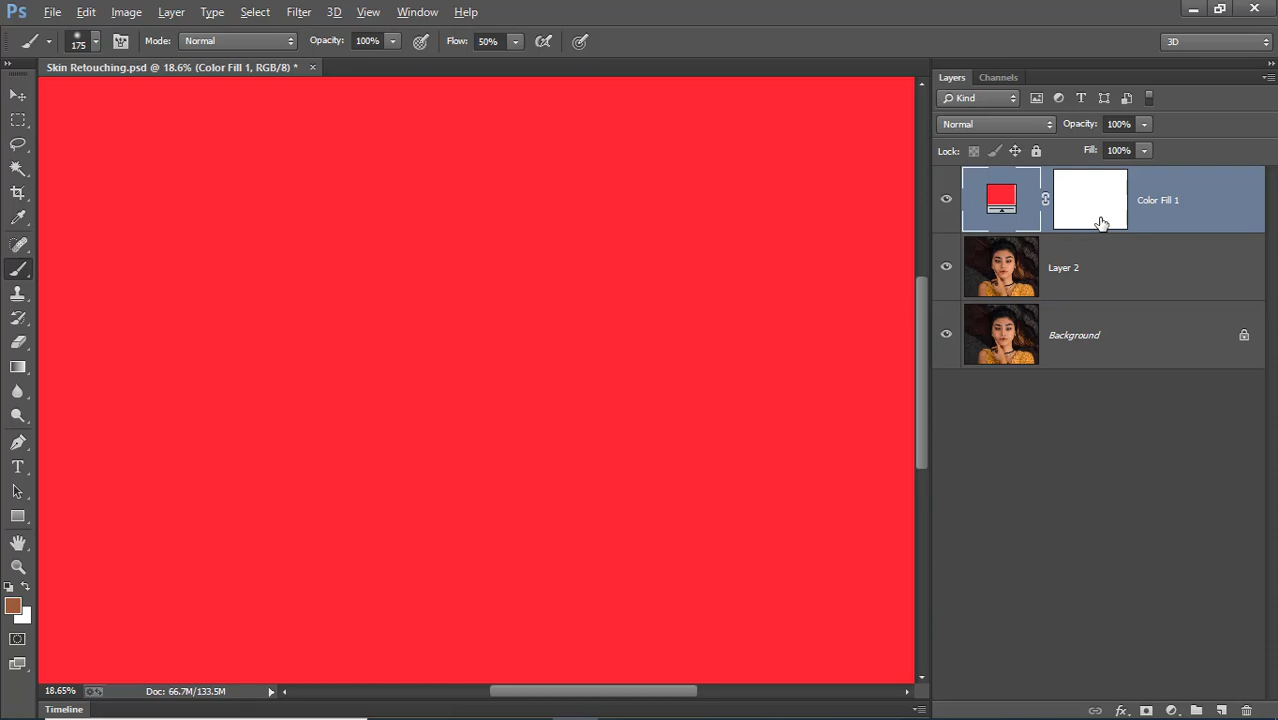 Ps File Edit Image Layer Type Select Filter 3D View Window Help
175 Mode: Normal Opacity: 100% Flow: 50% 3D
Skin Retouching.psd @ 18.6% (Color Fill 1, RGB/8) * ×
Layers Channels
Kind
Normal Opacity: 100%
Lock: Fill: 100%
Color Fill 1
Layer 2
Background
18.65% Doc: 66.7M/133.5M
Timeline